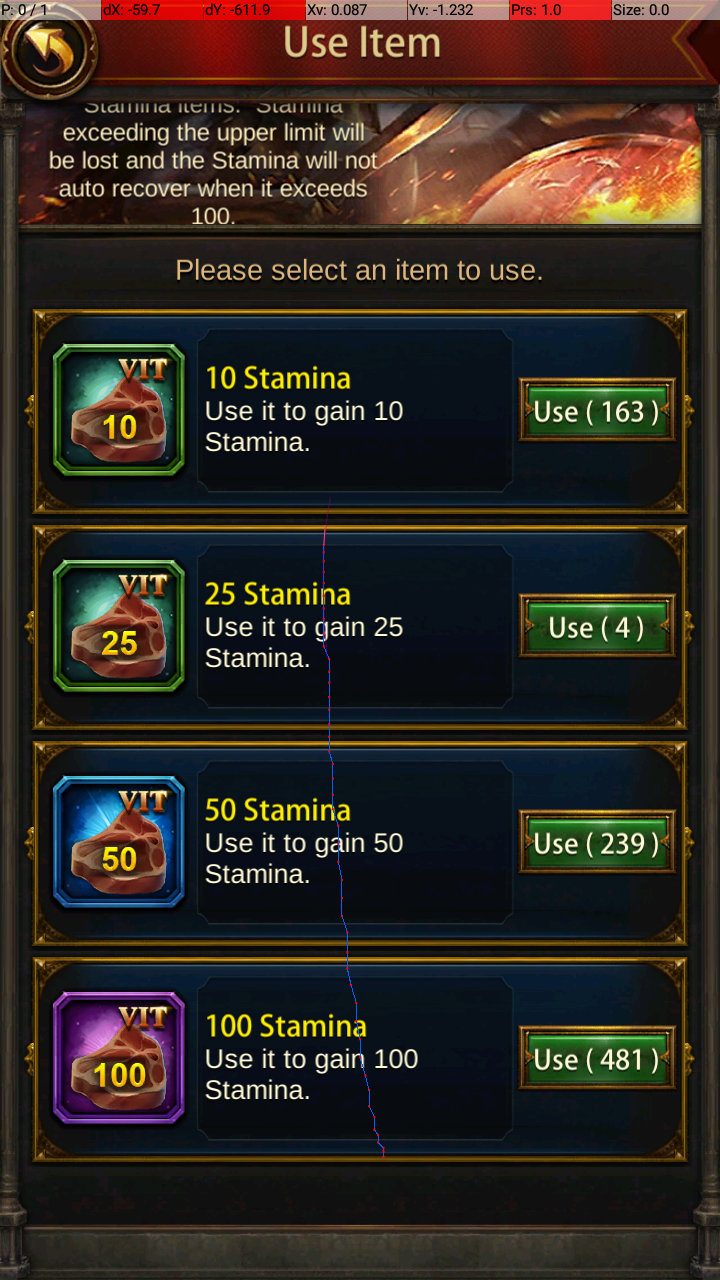 P: 0 / 1 dX: -59.7 dY: -611.9 Xv: 0.087 Yv: -1.232 Prs: 1.0 Size: 0.0
Use Item
Stamina items. Stamina
exceeding the upper limit will
be lost and the Stamina will not
auto recover when it exceeds
100.
Please select an item to use.
VIT
10
10 Stamina
Use it to gain 10
Stamina.
Use ( 163 )
VIT
25
25 Stamina
Use it to gain 25
Stamina.
Use ( 4 )
VIT
50
50 Stamina
Use it to gain 50
Stamina.
Use ( 239 )
VIT
100
100 Stamina
Use it to gain 100
Stamina.
Use ( 481 )